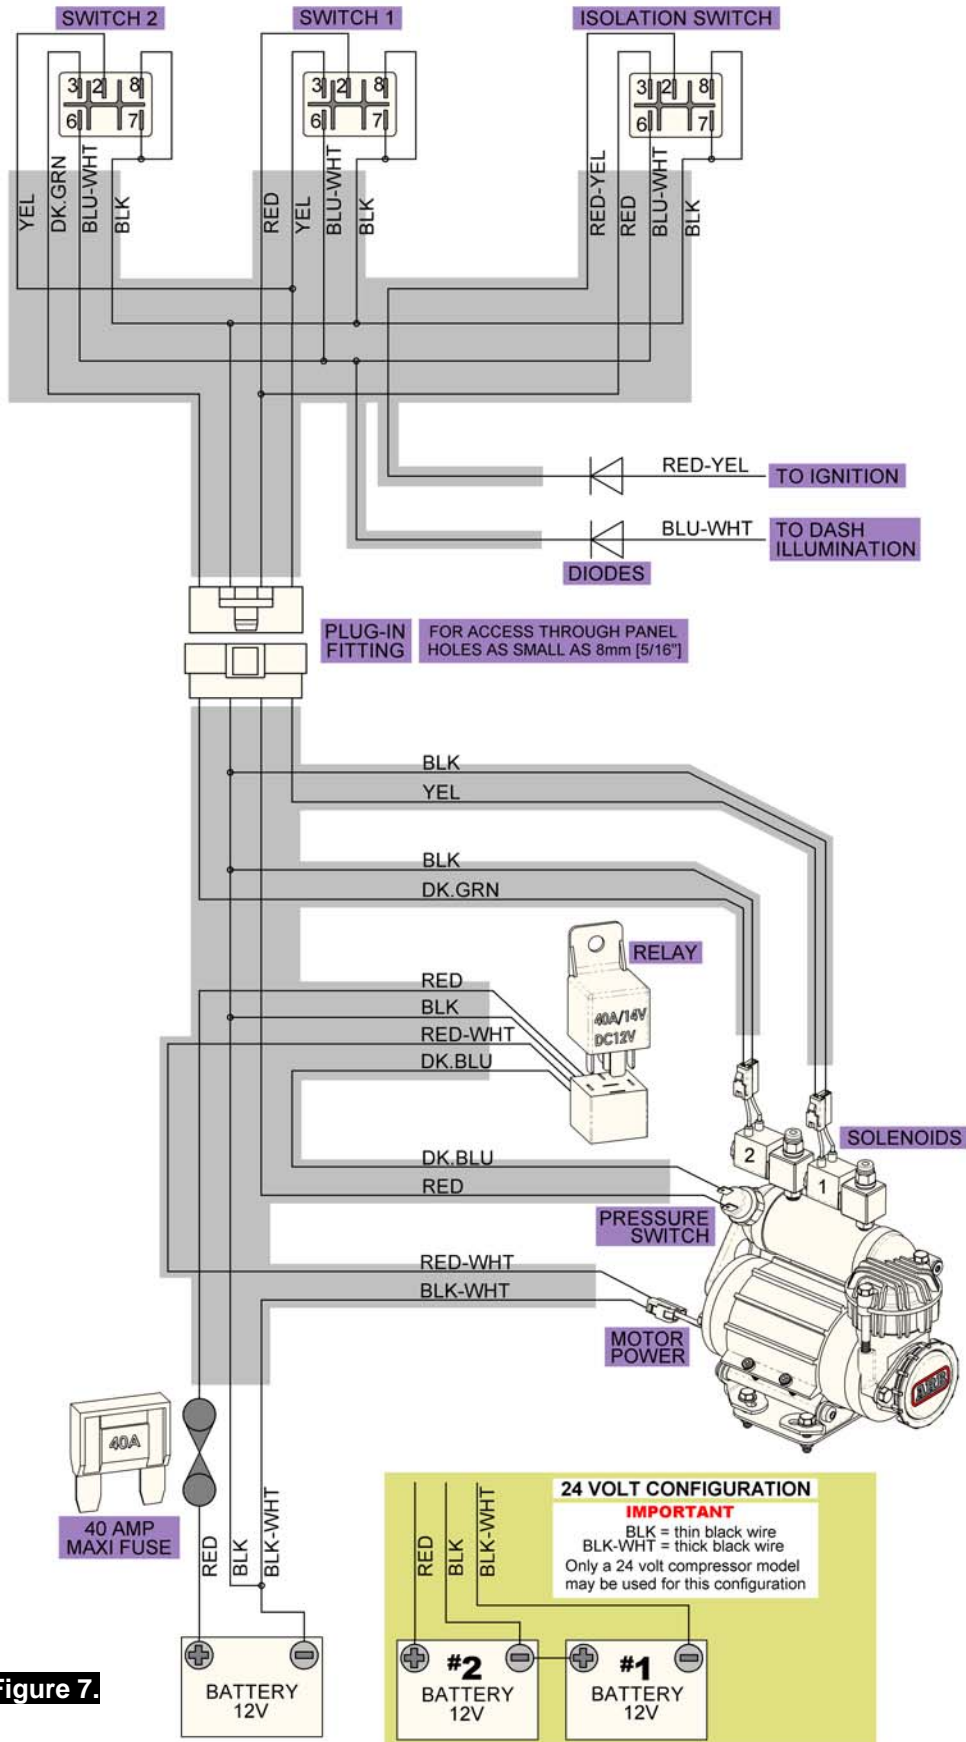 SWITCH 2
SWITCH 1
ISOLATION SWITCH
3 2 8
6 7
3 2 8
6 7
3 2 8
6 7
YEL
DK.GRN
BLU-WHT
BLK
RED
YEL
BLU-WHT
BLK
RED-YEL
RED
BLU-WHT
BLK
RED-YEL
TO IGNITION
BLU-WHT
TO DASH
ILLUMINATION
DIODES
PLUG-IN
FITTING
FOR ACCESS THROUGH PANEL
HOLES AS SMALL AS 8mm [5/16"]
BLK
YEL
BLK
DK.GRN
RELAY
40A/14V
DC12V
RED
BLK
RED-WHT
DK.BLU
SOLENOIDS
2
1
DK.BLU
RED
PRESSURE
SWITCH
RED-WHT
BLK-WHT
MOTOR
POWER
ARB
40A
40 AMP
MAXI FUSE
RED
BLK
BLK-WHT
BATTERY
12V
24 VOLT CONFIGURATION
IMPORTANT
BLK = thin black wire
BLK-WHT = thick black wire
Only a 24 volt compressor model
may be used for this configuration
RED
BLK
BLK-WHT
#2
BATTERY
12V
#1
BATTERY
12V
Figure 7.